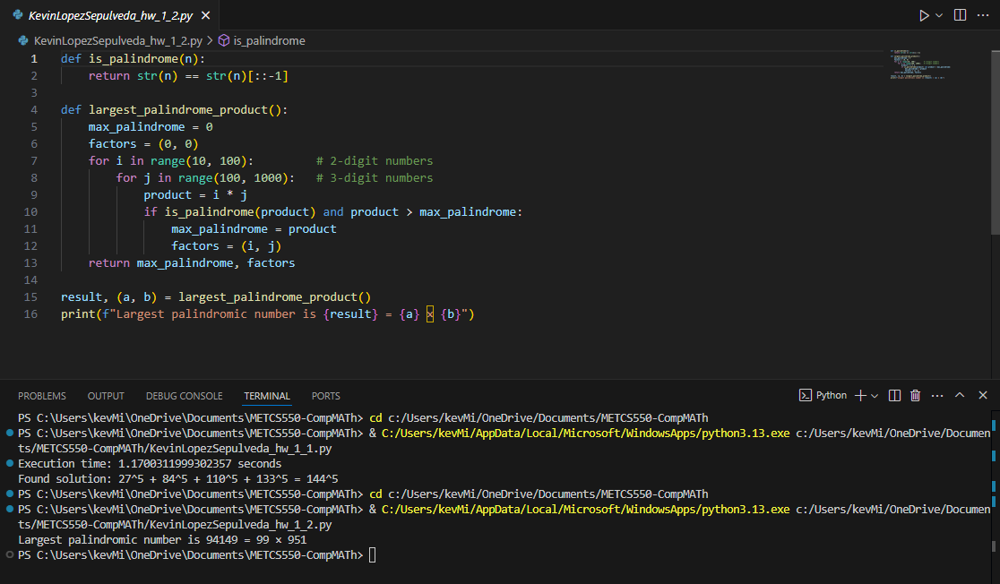 KevinLopezSepulveda_hw_1_2.py
KevinLopezSepulveda_hw_1_2.py > is_palindrome
1 def is_palindrome(n):
2     return str(n) == str(n)[::-1]
3
4 def largest_palindrome_product():
5     max_palindrome = 0
6     factors = (0, 0)
7     for i in range(10, 100):         # 2-digit numbers
8         for j in range(100, 1000):   # 3-digit numbers
9             product = i * j
10             if is_palindrome(product) and product > max_palindrome:
11                 max_palindrome = product
12                 factors = (i, j)
13     return max_palindrome, factors
14
15 result, (a, b) = largest_palindrome_product()
16 print(f"Largest palindromic number is {result} = {a} × {b}")
PROBLEMS OUTPUT DEBUG CONSOLE TERMINAL PORTS Python
PS C:\Users\kevMi\OneDrive\Documents\METCS550-CompMATh> cd c:/Users/kevMi/OneDrive/Documents/METCS550-CompMATh
PS C:\Users\kevMi\OneDrive\Documents\METCS550-CompMATh> & C:/Users/kevMi/AppData/Local/Microsoft/WindowsApps/python3.13.exe c:/Users/kevMi/OneDrive/Documen
ts/METCS550-CompMATh/KevinLopezSepulveda_hw_1_1.py
Execution time: 1.1700311999302357 seconds
Found solution: 27^5 + 84^5 + 110^5 + 133^5 = 144^5
PS C:\Users\kevMi\OneDrive\Documents\METCS550-CompMATh> cd c:/Users/kevMi/OneDrive/Documents/METCS550-CompMATh
PS C:\Users\kevMi\OneDrive\Documents\METCS550-CompMATh> & C:/Users/kevMi/AppData/Local/Microsoft/WindowsApps/python3.13.exe c:/Users/kevMi/OneDrive/Documen
ts/METCS550-CompMATh/KevinLopezSepulveda_hw_1_2.py
Largest palindromic number is 94149 = 99 × 951
PS C:\Users\kevMi\OneDrive\Documents\METCS550-CompMATh>